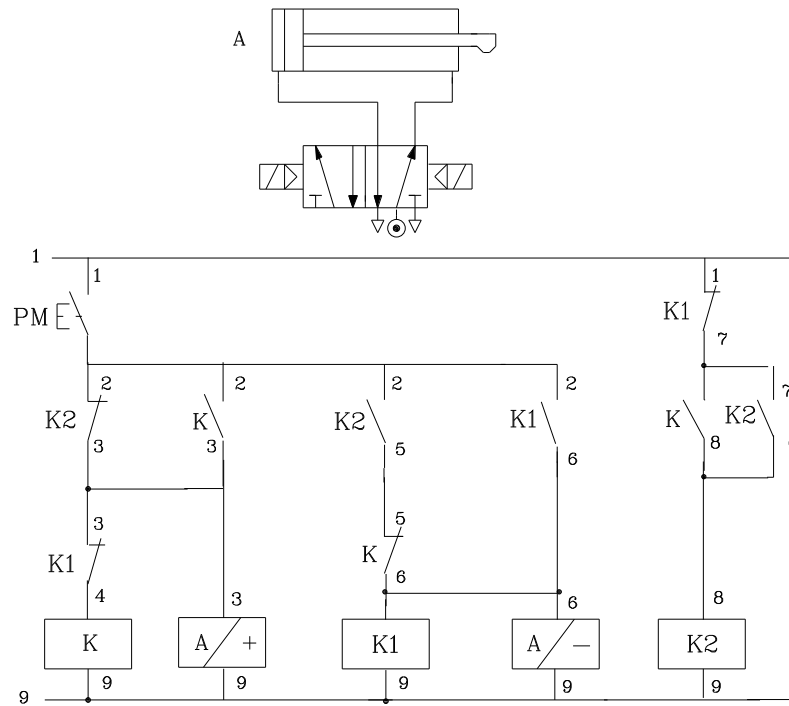 A
1
1 1
PM K1
7
2 2 2 2 7
K2 K K2 K1 K K2
3 3 5 6 8
3 5
K1 K
4 3 6 6 8
K A + K1 A – K2
9 9 9 9 9
9